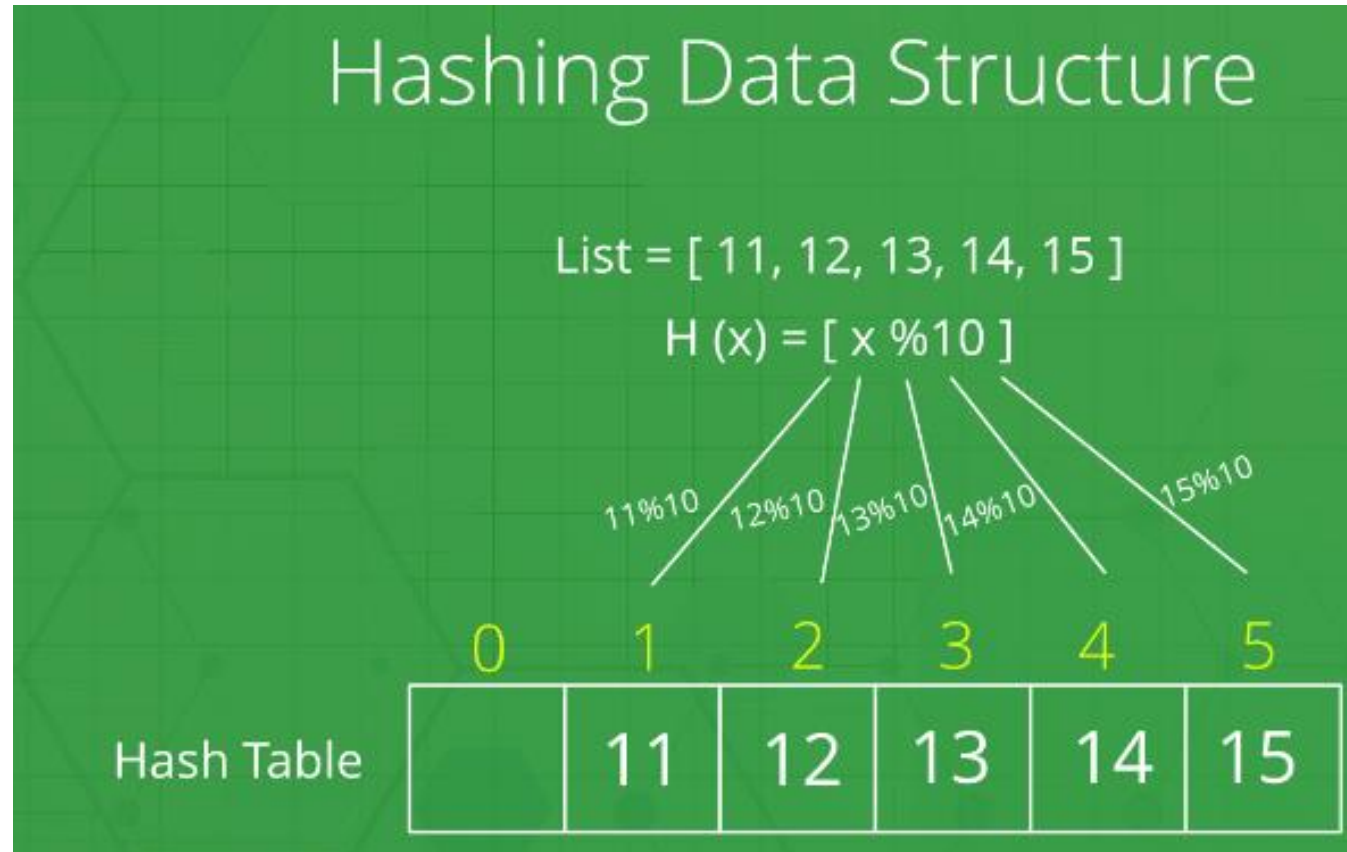 Hashing Data Structure
List = [ 11, 12, 13, 14, 15 ]
H (x) = [ x %10 ]
11%10 12%10 13%10 14%10 15%10
0 1 2 3 4 5
Hash Table 11 12 13 14 15